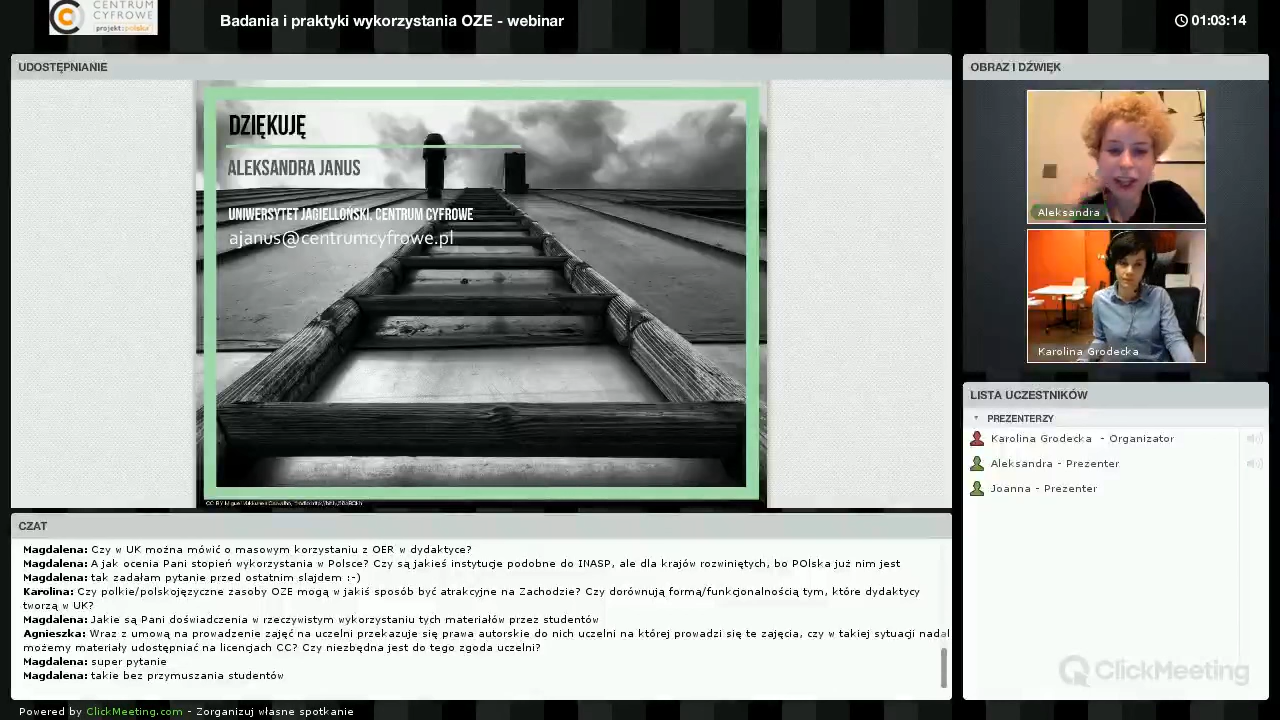 CENTRUM
CYFROWE
projekt: polska
Badania i praktyki wykorzystania OZE - webinar
01:03:14
UDOSTĘPNIANIE
DZIĘKUJĘ
ALEKSANDRA JANUS
UNIWERSYTET JAGIELLOŃSKI, CENTRUM CYFROWE
ajanus@centrumcyfrowe.pl
OBRAZ I DŹWIĘK
Aleksandra
Karolina Grodecka
LISTA UCZESTNIKÓW
PREZENTERZY
Karolina Grodecka - Organizator
Aleksandra - Prezenter
Joanna - Prezenter
CZAT
Magdalena: Czy w UK można mówić o masowym korzystaniu z OER w dydaktyce?
Magdalena: A jak ocenia Pani stopień wykorzystania w Polsce? Czy są jakieś instytucje podobne do INASP, ale dla krajów rozwiniętych, bo POlska już nim jest
Magdalena: tak zadałam pytanie przed ostatnim slajdem :-)
Karolina: Czy polkie/polskojęzyczne zasoby OZE mogą w jakiś sposób być atrakcyjne na Zachodzie? Czy dorównują formą/funkcjonalnością tym, które dydaktycy
tworzą w UK?
Magdalena: Jakie są Pani doświadczenia w rzeczywistym wykorzystaniu tych materiałów przez studentów
Agnieszka: Wraz z umową na prowadzenie zajęć na uczelni przekazuje się prawa autorskie do nich uczelni na której prowadzi się te zajęcia, czy w takiej sytuacji nadal
możemy materiały udostępniać na licencjach CC? Czy niezbędna jest do tego zgoda uczelni?
Magdalena: super pytanie
Magdalena: takie bez przymuszania studentów
ClickMeeting
Powered by ClickMeeting.com - Zorganizuj własne spotkanie